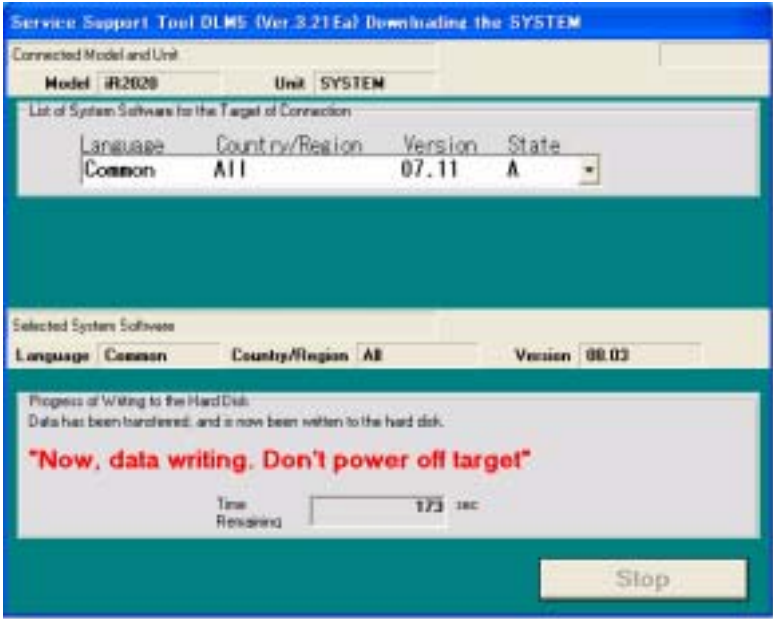 Service Support Tool DLM5 (Ver.3.21Ea) Downloading the SYSTEM
Connected Model and Unit
Model iR2020 Unit SYSTEM
List of System Software for the Target of Connection
Language Country/Region Version State
Common All 07.11 A
Selected System Software
Language Common Country/Region All Version 08.03
Progress of Writing to the Hard Disk
Data has been transferred, and is now been written to the hard disk.
"Now, data writing. Don't power off target"
Time Remaining 173 sec
Stop